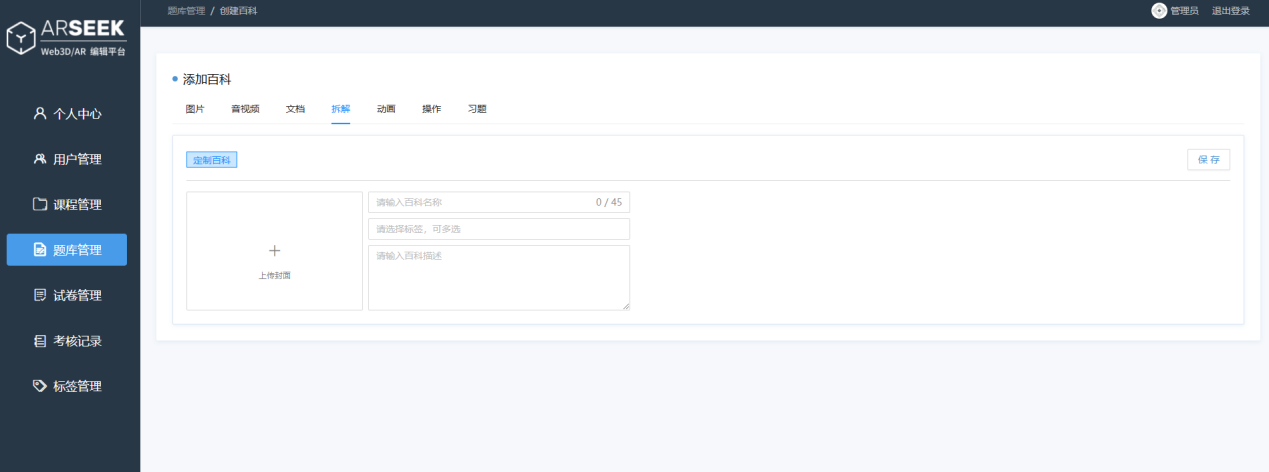 ARSEEK
Web3D/AR 编辑平台
题库管理 / 创建百科
管理员 退出登录
个人中心
用户管理
课程管理
题库管理
试卷管理
考核记录
标签管理
添加百科
图片 音视频 文档 拆解 动画 操作 习题
定制百科
保 存
上传封面
请输入百科名称 0 / 45
请选择标签，可多选
请输入百科描述